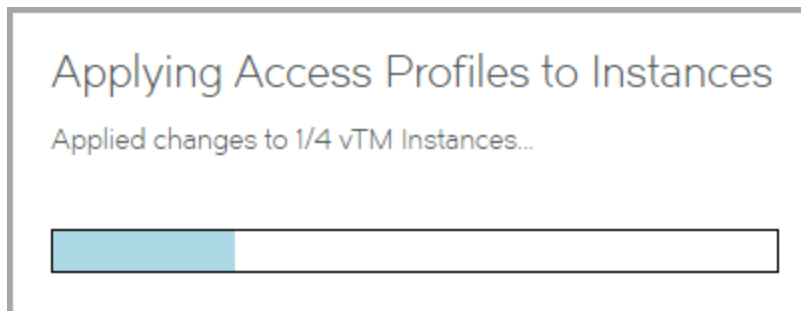 Applying Access Profiles to Instances
Applied changes to 1/4 vTM Instances...